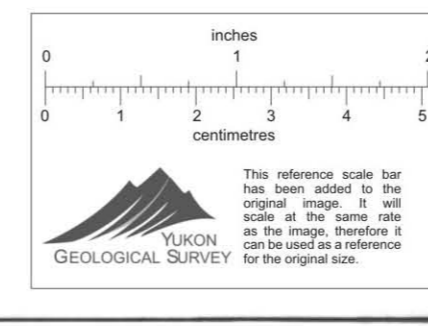 inches
0 1 2
0 1 2 3 4 5
centimetres
This reference scale bar
has been added to the
original image. It will
scale at the same rate
as the image, therefore it
can be used as a reference
for the original size.
YUKON
GEOLOGICAL SURVEY